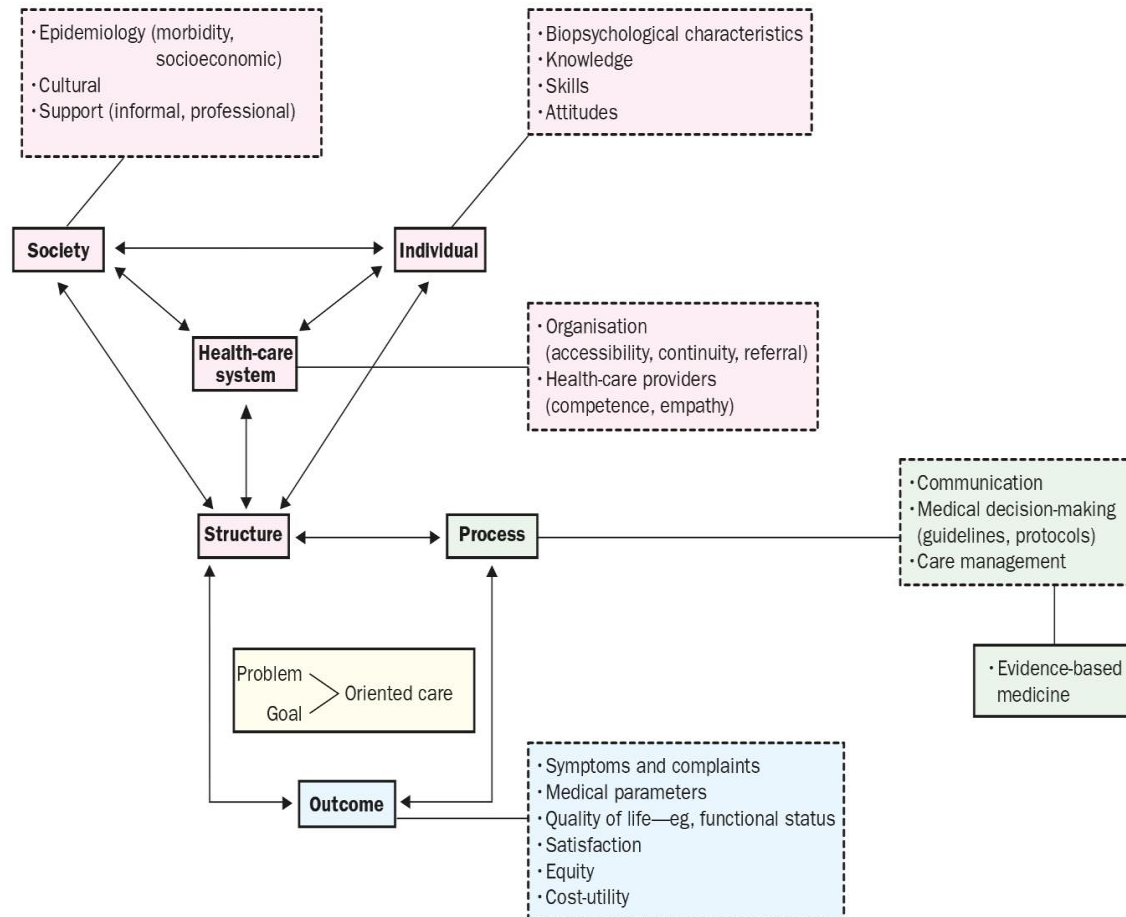 · Epidemiology (morbidity,
socioeconomic)
· Cultural
· Support (informal, professional)
· Biopsychological characteristics
· Knowledge
· Skills
· Attitudes
Society
Individual
Health-care
system
· Organisation
(accessibility, continuity, referral)
· Health-care providers
(competence, empathy)
Structure
Process
· Communication
· Medical decision-making
(guidelines, protocols)
· Care management
· Evidence-based
medicine
Problem
Goal
Oriented care
Outcome
· Symptoms and complaints
· Medical parameters
· Quality of life—eg, functional status
· Satisfaction
· Equity
· Cost-utility